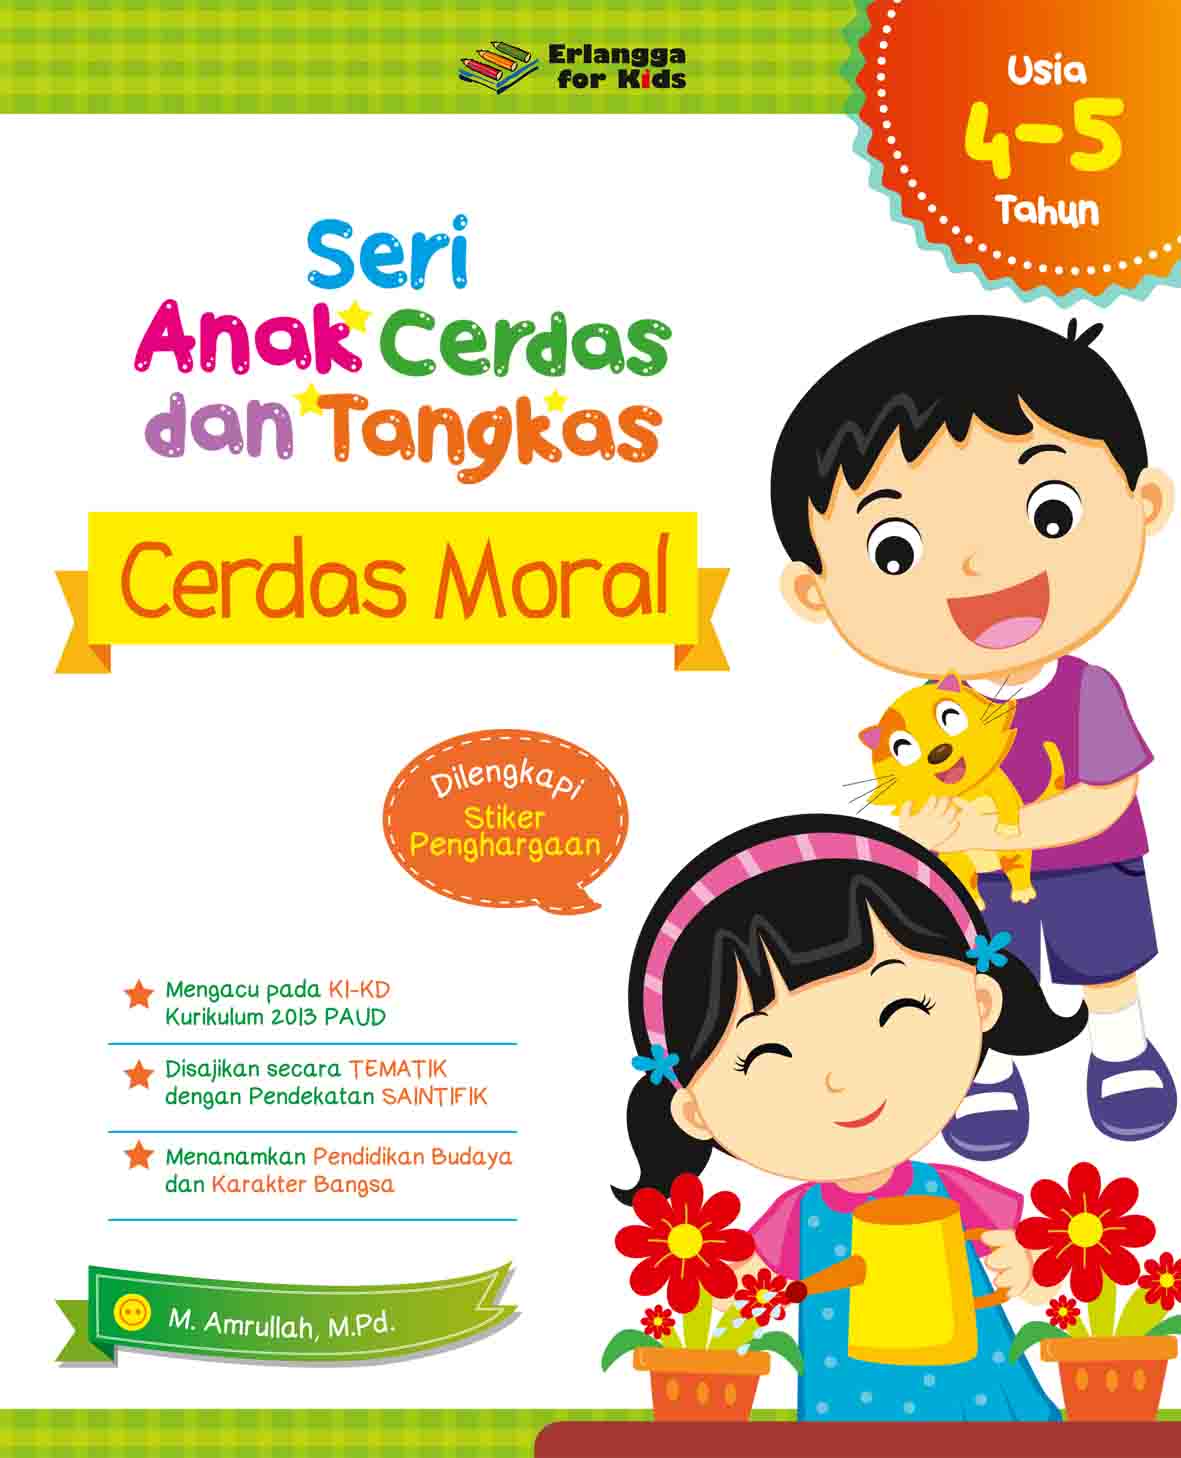 Erlangga
for Kids
Usia
4-5
Tahun
Seri
Anak Cerdas
dan Tangkas
Cerdas Moral
Dilengkapi
Stiker
Penghargaan
Mengacu pada KI-KD
Kurikulum 2013 PAUD
Disajikan secara TEMATIK
dengan Pendekatan SAINTIFIK
Menanamkan Pendidikan Budaya
dan Karakter Bangsa
M. Amrullah, M.Pd.